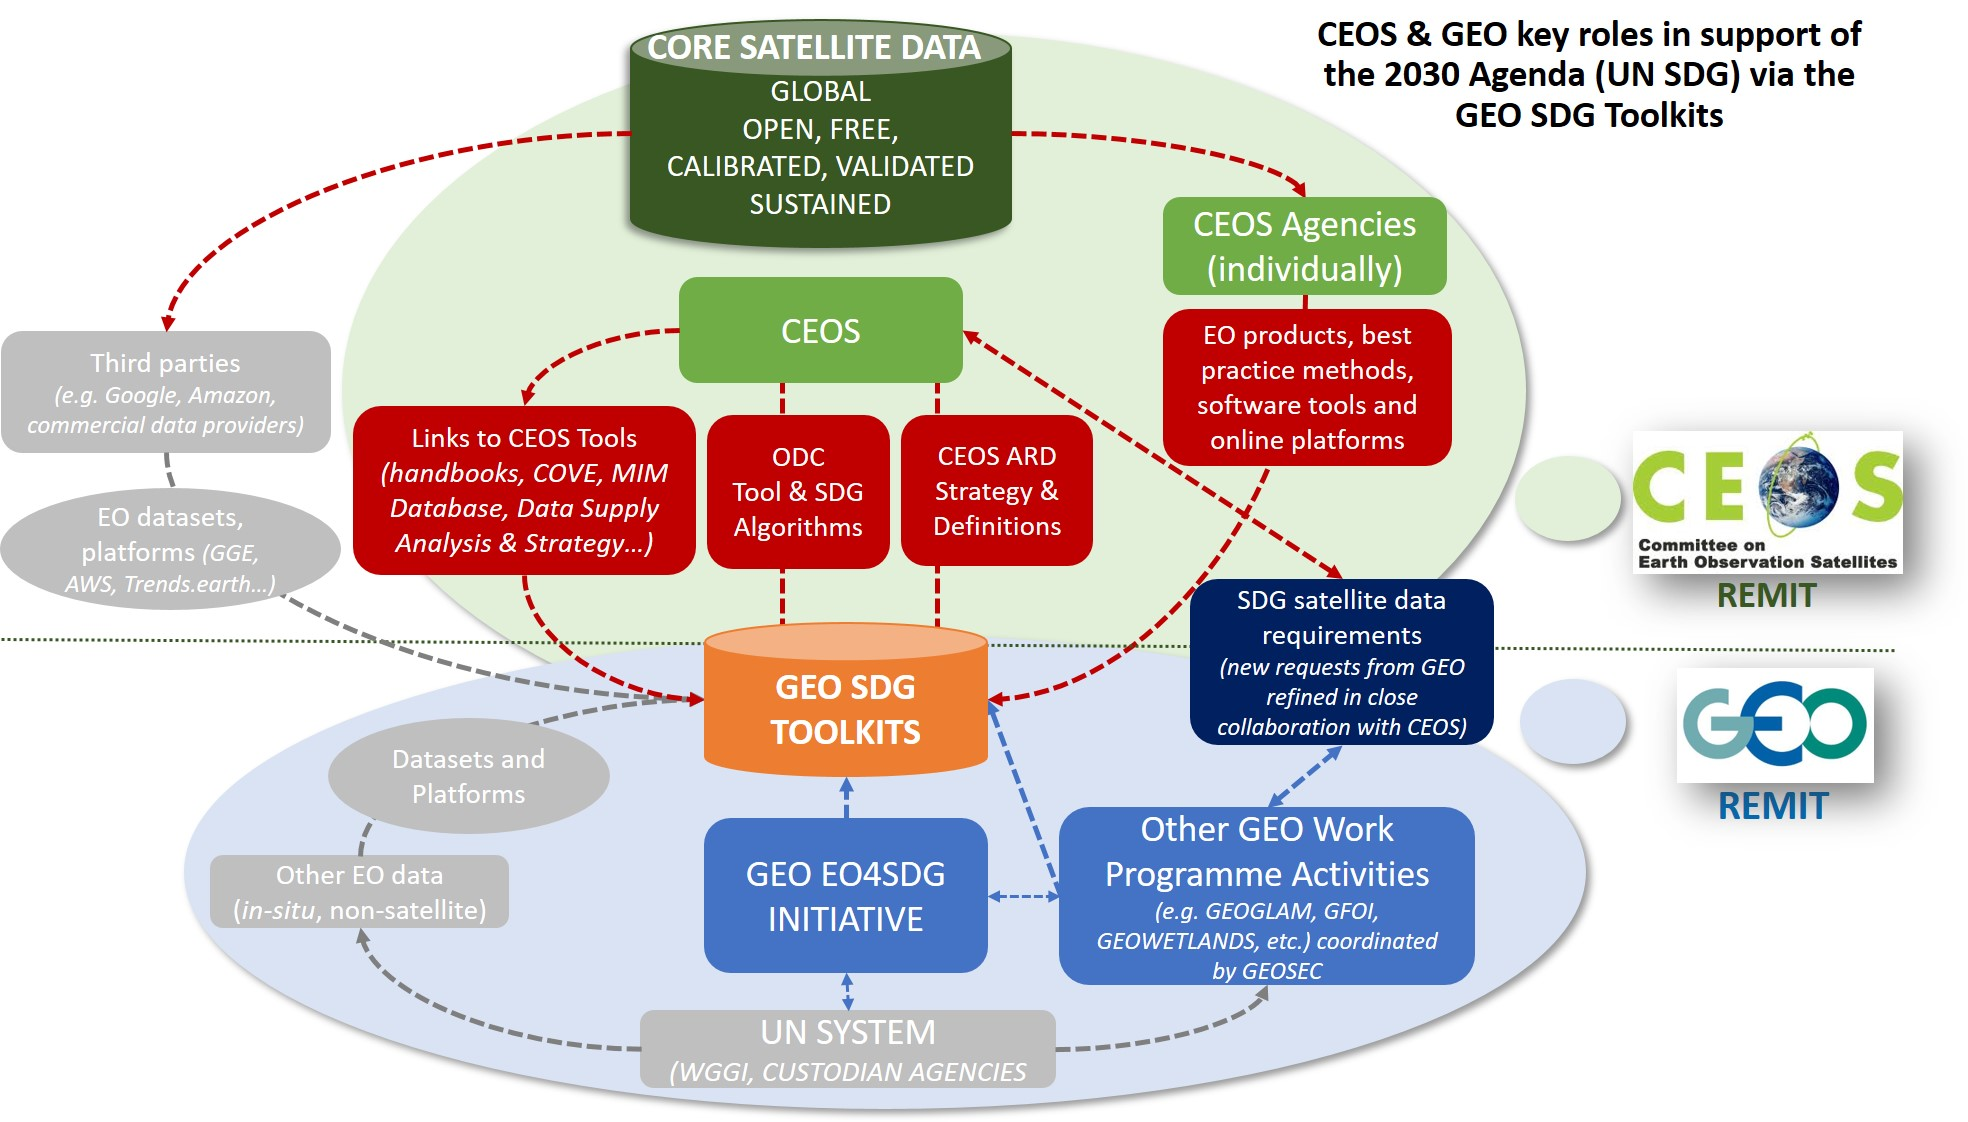 CEOS & GEO key roles in support of
the 2030 Agenda (UN SDG) via the
GEO SDG Toolkits
CORE SATELLITE DATA
GLOBAL
OPEN, FREE,
CALIBRATED, VALIDATED
SUSTAINED
CEOS Agencies
(individually)
EO products, best
practice methods,
software tools and
online platforms
CEOS
Third parties
(e.g. Google, Amazon,
commercial data providers)
EO datasets,
platforms (GGE,
AWS, Trends.earth...)
Links to CEOS Tools
(handbooks, COVE, MIM
Database, Data Supply
Analysis & Strategy...)
ODC
Tool & SDG
Algorithms
CEOS ARD
Strategy &
Definitions
CEOS
Committee on
Earth Observation Satellites
REMIT
SDG satellite data
requirements
(new requests from GEO
refined in close
collaboration with CEOS)
GEO SDG
TOOLKITS
GEO
REMIT
Datasets and
Platforms
Other EO data
(in-situ, non-satellite)
GEO EO4SDG
INITIATIVE
Other GEO Work
Programme Activities
(e.g. GEOGLAM, GFOI,
GEOWETLANDS, etc.) coordinated
by GEOSEC
UN SYSTEM
(WGGI, CUSTODIAN AGENCIES